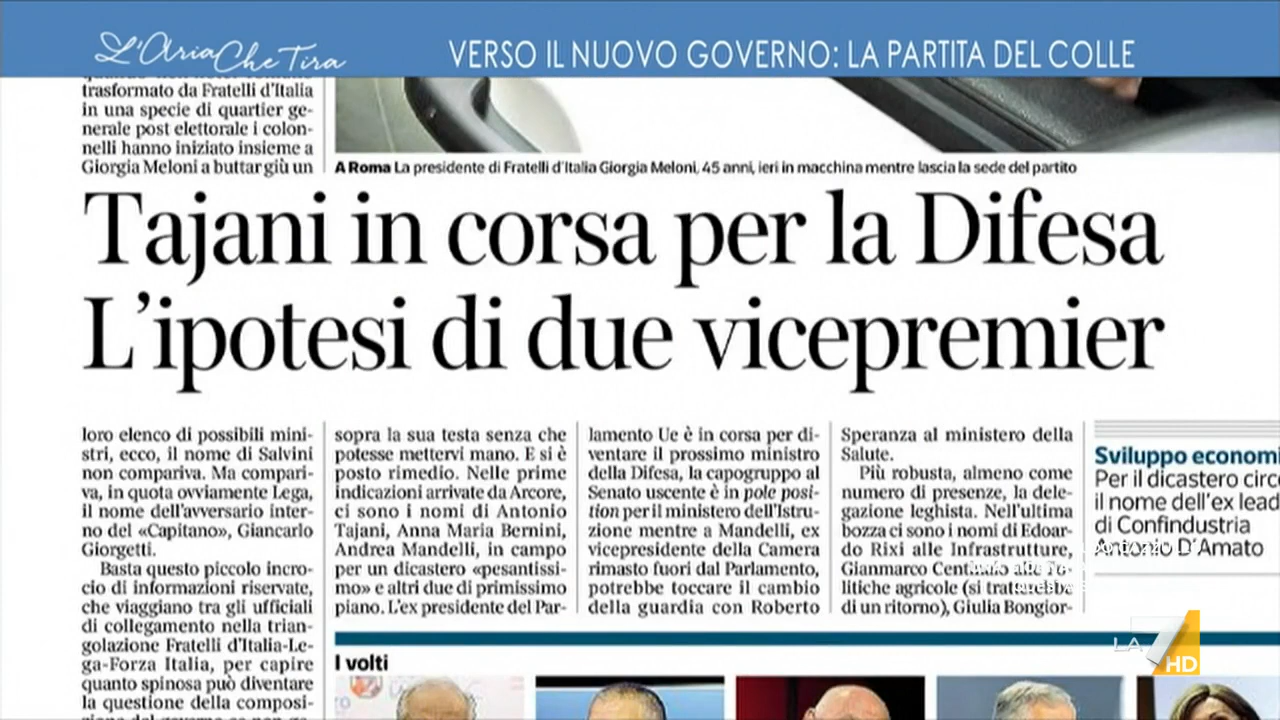 L'Aria Che Tira
VERSO IL NUOVO GOVERNO: LA PARTITA DEL COLLE
trasformato da Fratelli d'Italia
in una specie di quartier ge-
nerale post elettorale i colon-
nelli hanno iniziato insieme a
Giorgia Meloni a buttar giù un
A Roma La presidente di Fratelli d'Italia Giorgia Meloni, 45 anni, ieri in macchina mentre lascia la sede del partito
Tajani in corsa per la Difesa
L'ipotesi di due vicepremier
loro elenco di possibili mini-
stri, ecco, il nome di Salvini
non compariva. Ma compari-
va, in quota ovviamente Lega,
il nome dell'avversario inter-
no del «Capitano», Giancarlo
Giorgetti.
Basta questo piccolo incro-
cio di informazioni riservate,
che viaggiano tra gli ufficiali
di collegamento nella trian-
golazione Fratelli d'Italia-Le-
ga-Forza Italia, per capire
quanto spinosa può diventare
la questione della composi-
sopra la sua testa senza che
potesse mettervi mano. E si è
posto rimedio. Nelle prime
indicazioni arrivate da Arcore,
ci sono i nomi di Antonio
Tajani, Anna Maria Bernini,
Andrea Mandelli, in campo
per un dicastero «pesantissi-
mo» e altri due di primissimo
piano. L'ex presidente del Par-
lamento Ue è in corsa per di-
ventare il prossimo ministro
della Difesa, la capogruppo al
Senato uscente è in pole posi-
tion per il ministero dell'Istru-
zione mentre a Mandelli, ex
vicepresidente della Camera
rimasto fuori dal Parlamento,
potrebbe toccare il cambio
della guardia con Roberto
Speranza al ministero della
Salute.
Più robusta, almeno come
numero di presenze, la dele-
gazione leghista. Nell'ultima
bozza ci sono i nomi di Edoar-
do Rixi alle Infrastrutture,
Gianmarco
litiche agricole (si tratterebbe
di un ritorno), Giulia Bongior-
Sviluppo economi
Per il dicastero circo
il nome dell'ex lead
di Confindustria
Antonio D'Amato
I volti
LA 7 HD